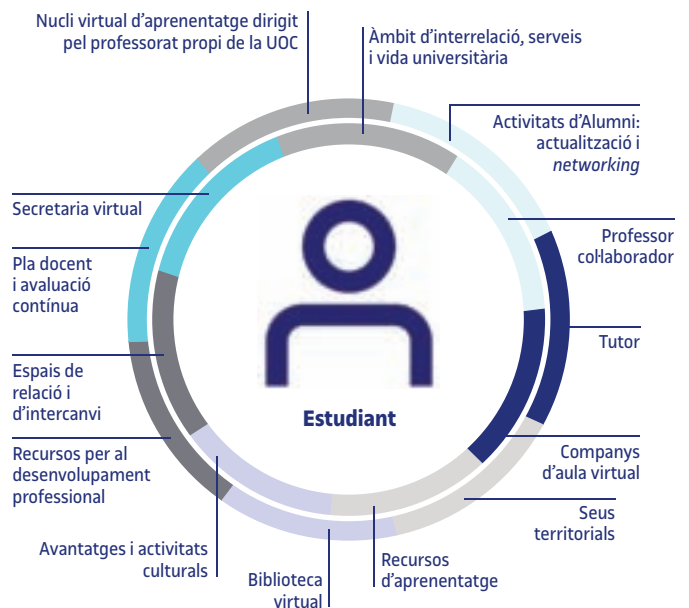 Nucli virtual d'aprenentatge dirigit
pel professorat propi de la UOC
Àmbit d'interrelació, serveis
i vida universitària
Activitats d'Alumni:
actualització i
networking
Secretaria virtual
Professor
col·laborador
Pla docent
i avaluació
contínua
Tutor
Espais de
relació i
d'intercanvi
Estudiant
Recursos per al
desenvolupament
professional
Companys
d'aula virtual
Seus
territorials
Avantatges i activitats
culturals
Biblioteca
virtual
Recursos
d'aprenentatge